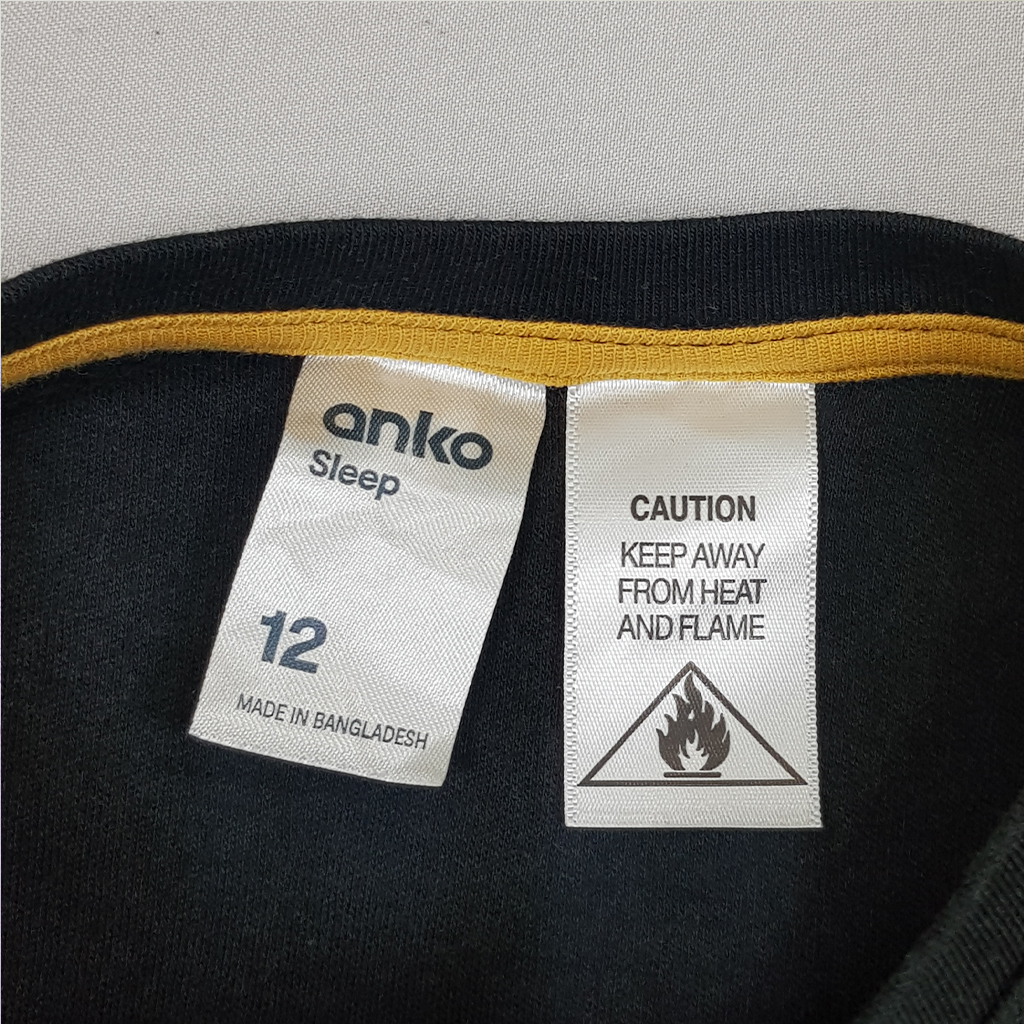 anko
Sleep
12
MADE IN BANGLADESH
CAUTION
KEEP AWAY
FROM HEAT
AND FLAME